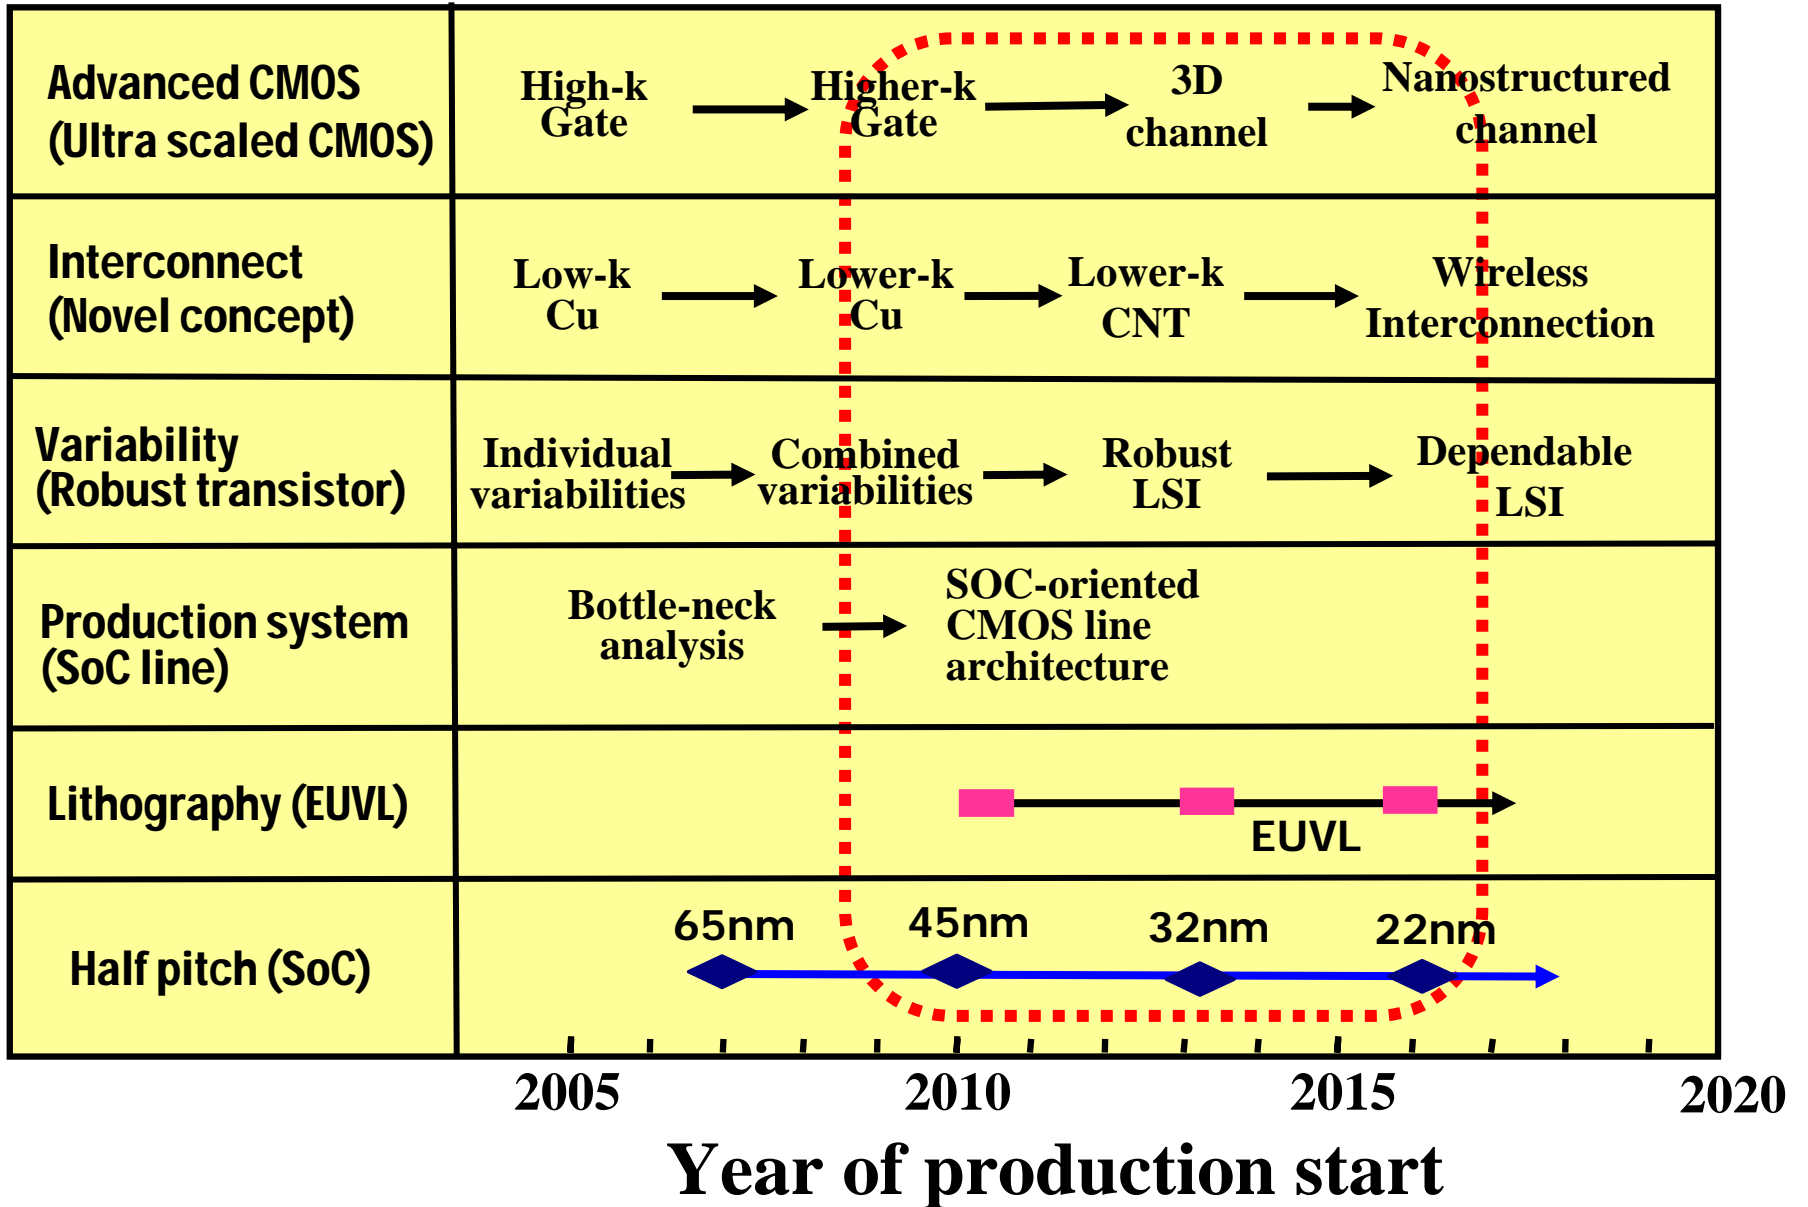 Advanced CMOS
(Ultra scaled CMOS)
High-k
Gate
Higher-k
Gate
3D
channel
Nanostructured
channel
Interconnect
(Novel concept)
Low-k
Cu
Lower-k
Cu
Lower-k
CNT
Wireless
Interconnection
Variability
(Robust transistor)
Individual
variabilities
Combined
variabilities
Robust
LSI
Dependable
LSI
Production system
(SoC line)
Bottle-neck
analysis
SOC-oriented
CMOS line
architecture
Lithography (EUVL)
EUVL
Half pitch (SoC)
65nm
45nm
32nm
22nm
2005
2010
2015
2020
Year of production start